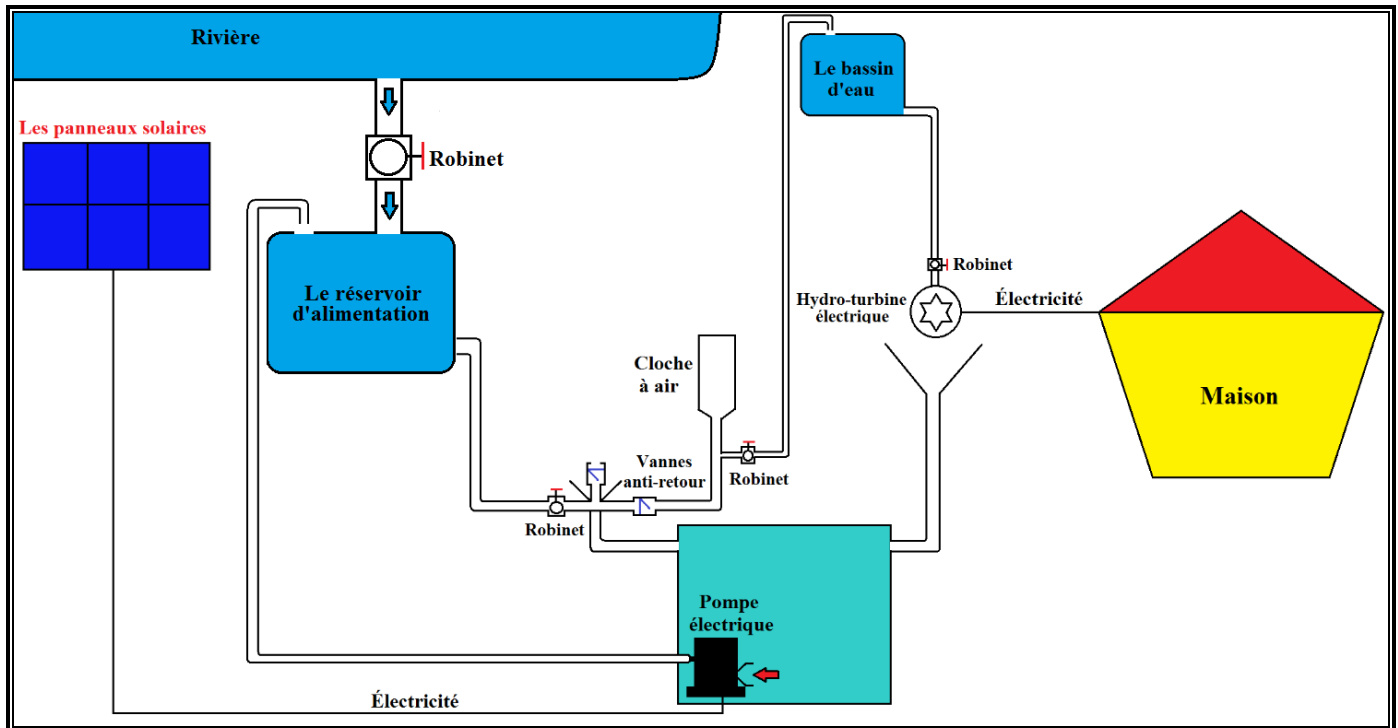 Rivière
Le bassin
d'eau
Les panneaux solaires
Robinet
Robinet
Le réservoir
d'alimentation
Hydro-turbine
électrique
Électricité
Cloche
à air
Maison
Vannes
anti-retour
Robinet
Robinet
Pompe
électrique
Électricité